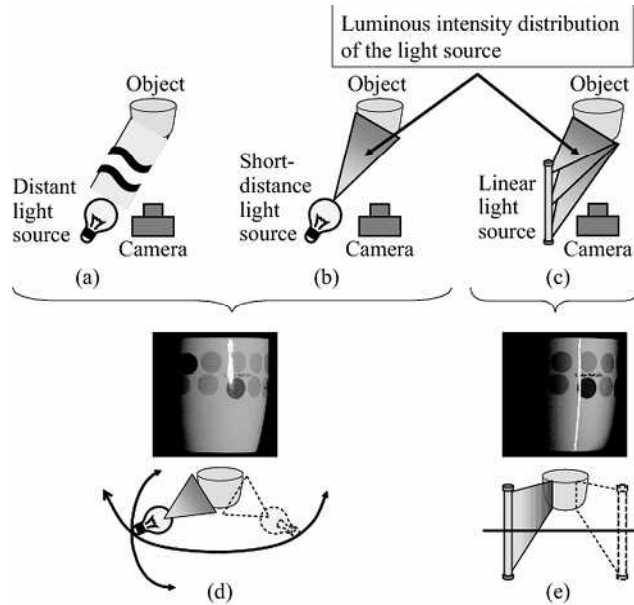 Luminous intensity distribution
of the light source
Object
Object
Object
Distant
light
source
Camera
Short-
distance
light
source
Camera
Linear
light
source
Camera
(a)
(b)
(c)
(d)
(e)